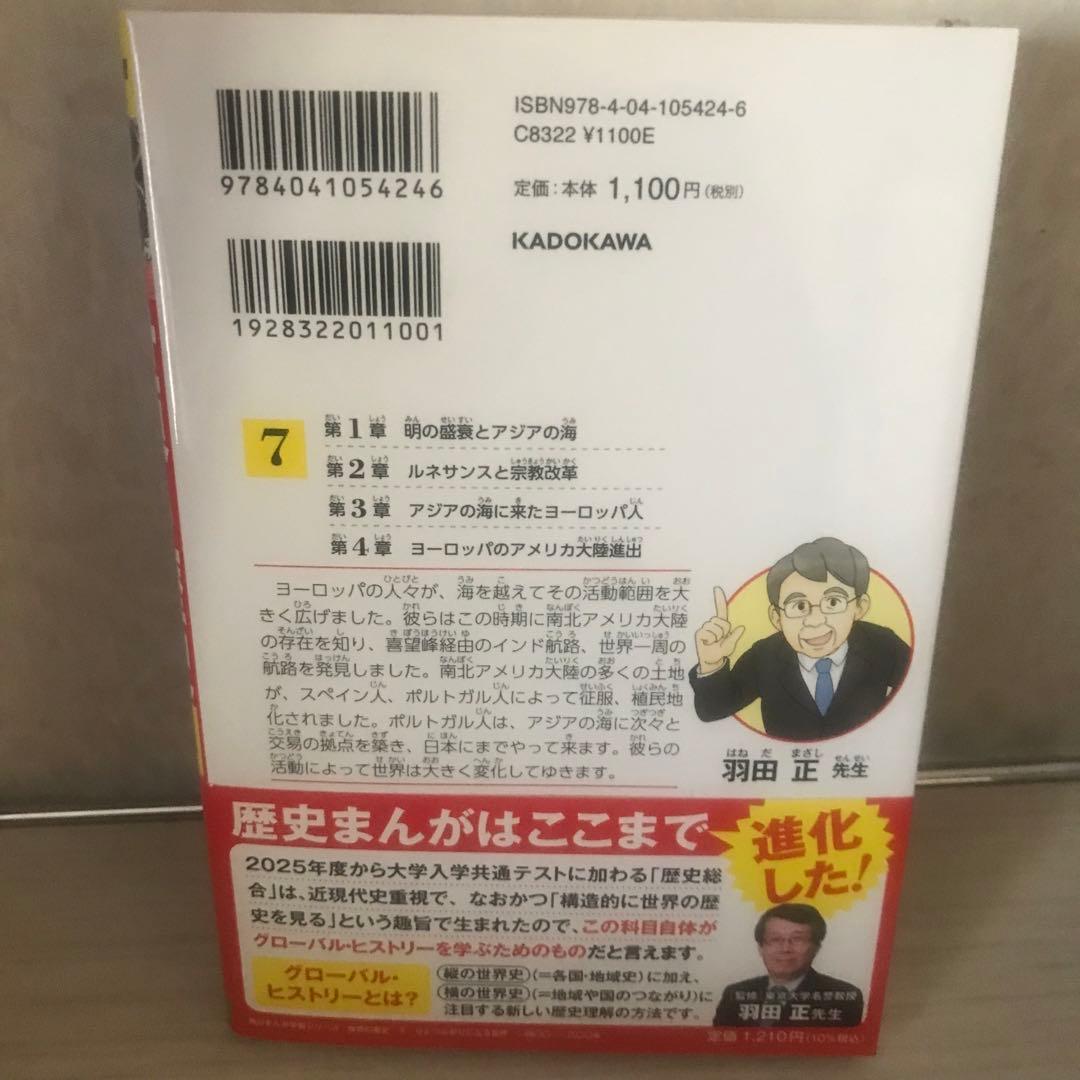 ISBN978-4-04-105424-6
C8322 ¥1100E
9784041054246
定価：本体 1,100円（税別）
KADOKAWA
1928322011001
7
第1章 明の盛衰とアジアの海
第2章 ルネサンスと宗教改革
第3章 アジアの海に来たヨーロッパ人
第4章 ヨーロッパのアメリカ大陸進出
ヨーロッパの人々が、海を越えてその活動範囲を大
きく広げました。彼らはこの時期に南北アメリカ大陸
の存在を知り、喜望峰経由のインド航路、世界一周の
航路を発見しました。南北アメリカ大陸の多くの土地
が、スペイン人、ポルトガル人によって征服、植民地
化されました。ポルトガル人は、アジアの海に次々と
交易の拠点を築き、日本にまでやって来ます。彼らの
活動によって世界は大きく変化してゆきます。
羽田 正 先生
歴史まんがはここまで
進化
した!
2025年度から大学入学共通テストに加わる「歴史総
合」は、近現代史重視で、なおかつ「構造的に世界の歴
史を見る」という趣旨で生まれたので、この科目自体が
グローバル・ヒストリーを学ぶためのものだと言えます。
グローバル・
ヒストリーとは?
縦の世界史（=各国・地域史）に加え、
横の世界史（=地域や国のつながり）に
注目する新しい歴史理解の方法です。
監修 東京大学名誉教授
羽田 正先生
定価 1,210円（10%税込）